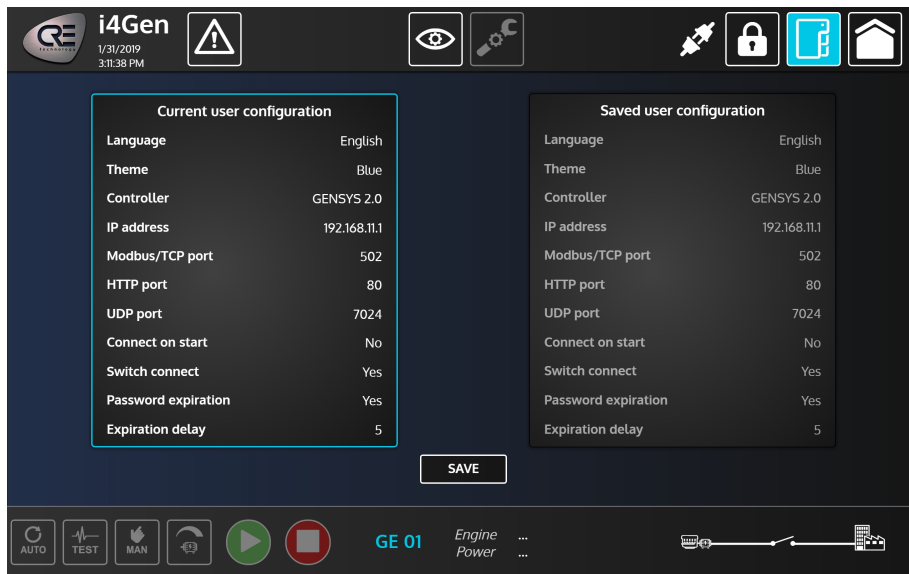 CRE
technology
i4Gen
1/31/2019
3:11:38 PM
Current user configuration
Language English
Theme Blue
Controller GENSYS 2.0
IP address 192.168.11.1
Modbus/TCP port 502
HTTP port 80
UDP port 7024
Connect on start No
Switch connect Yes
Password expiration Yes
Expiration delay 5
Saved user configuration
Language English
Theme Blue
Controller GENSYS 2.0
IP address 192.168.11.1
Modbus/TCP port 502
HTTP port 80
UDP port 7024
Connect on start No
Switch connect Yes
Password expiration Yes
Expiration delay 5
SAVE
AUTO
TEST
MAN
GE 01
Engine ...
Power ...